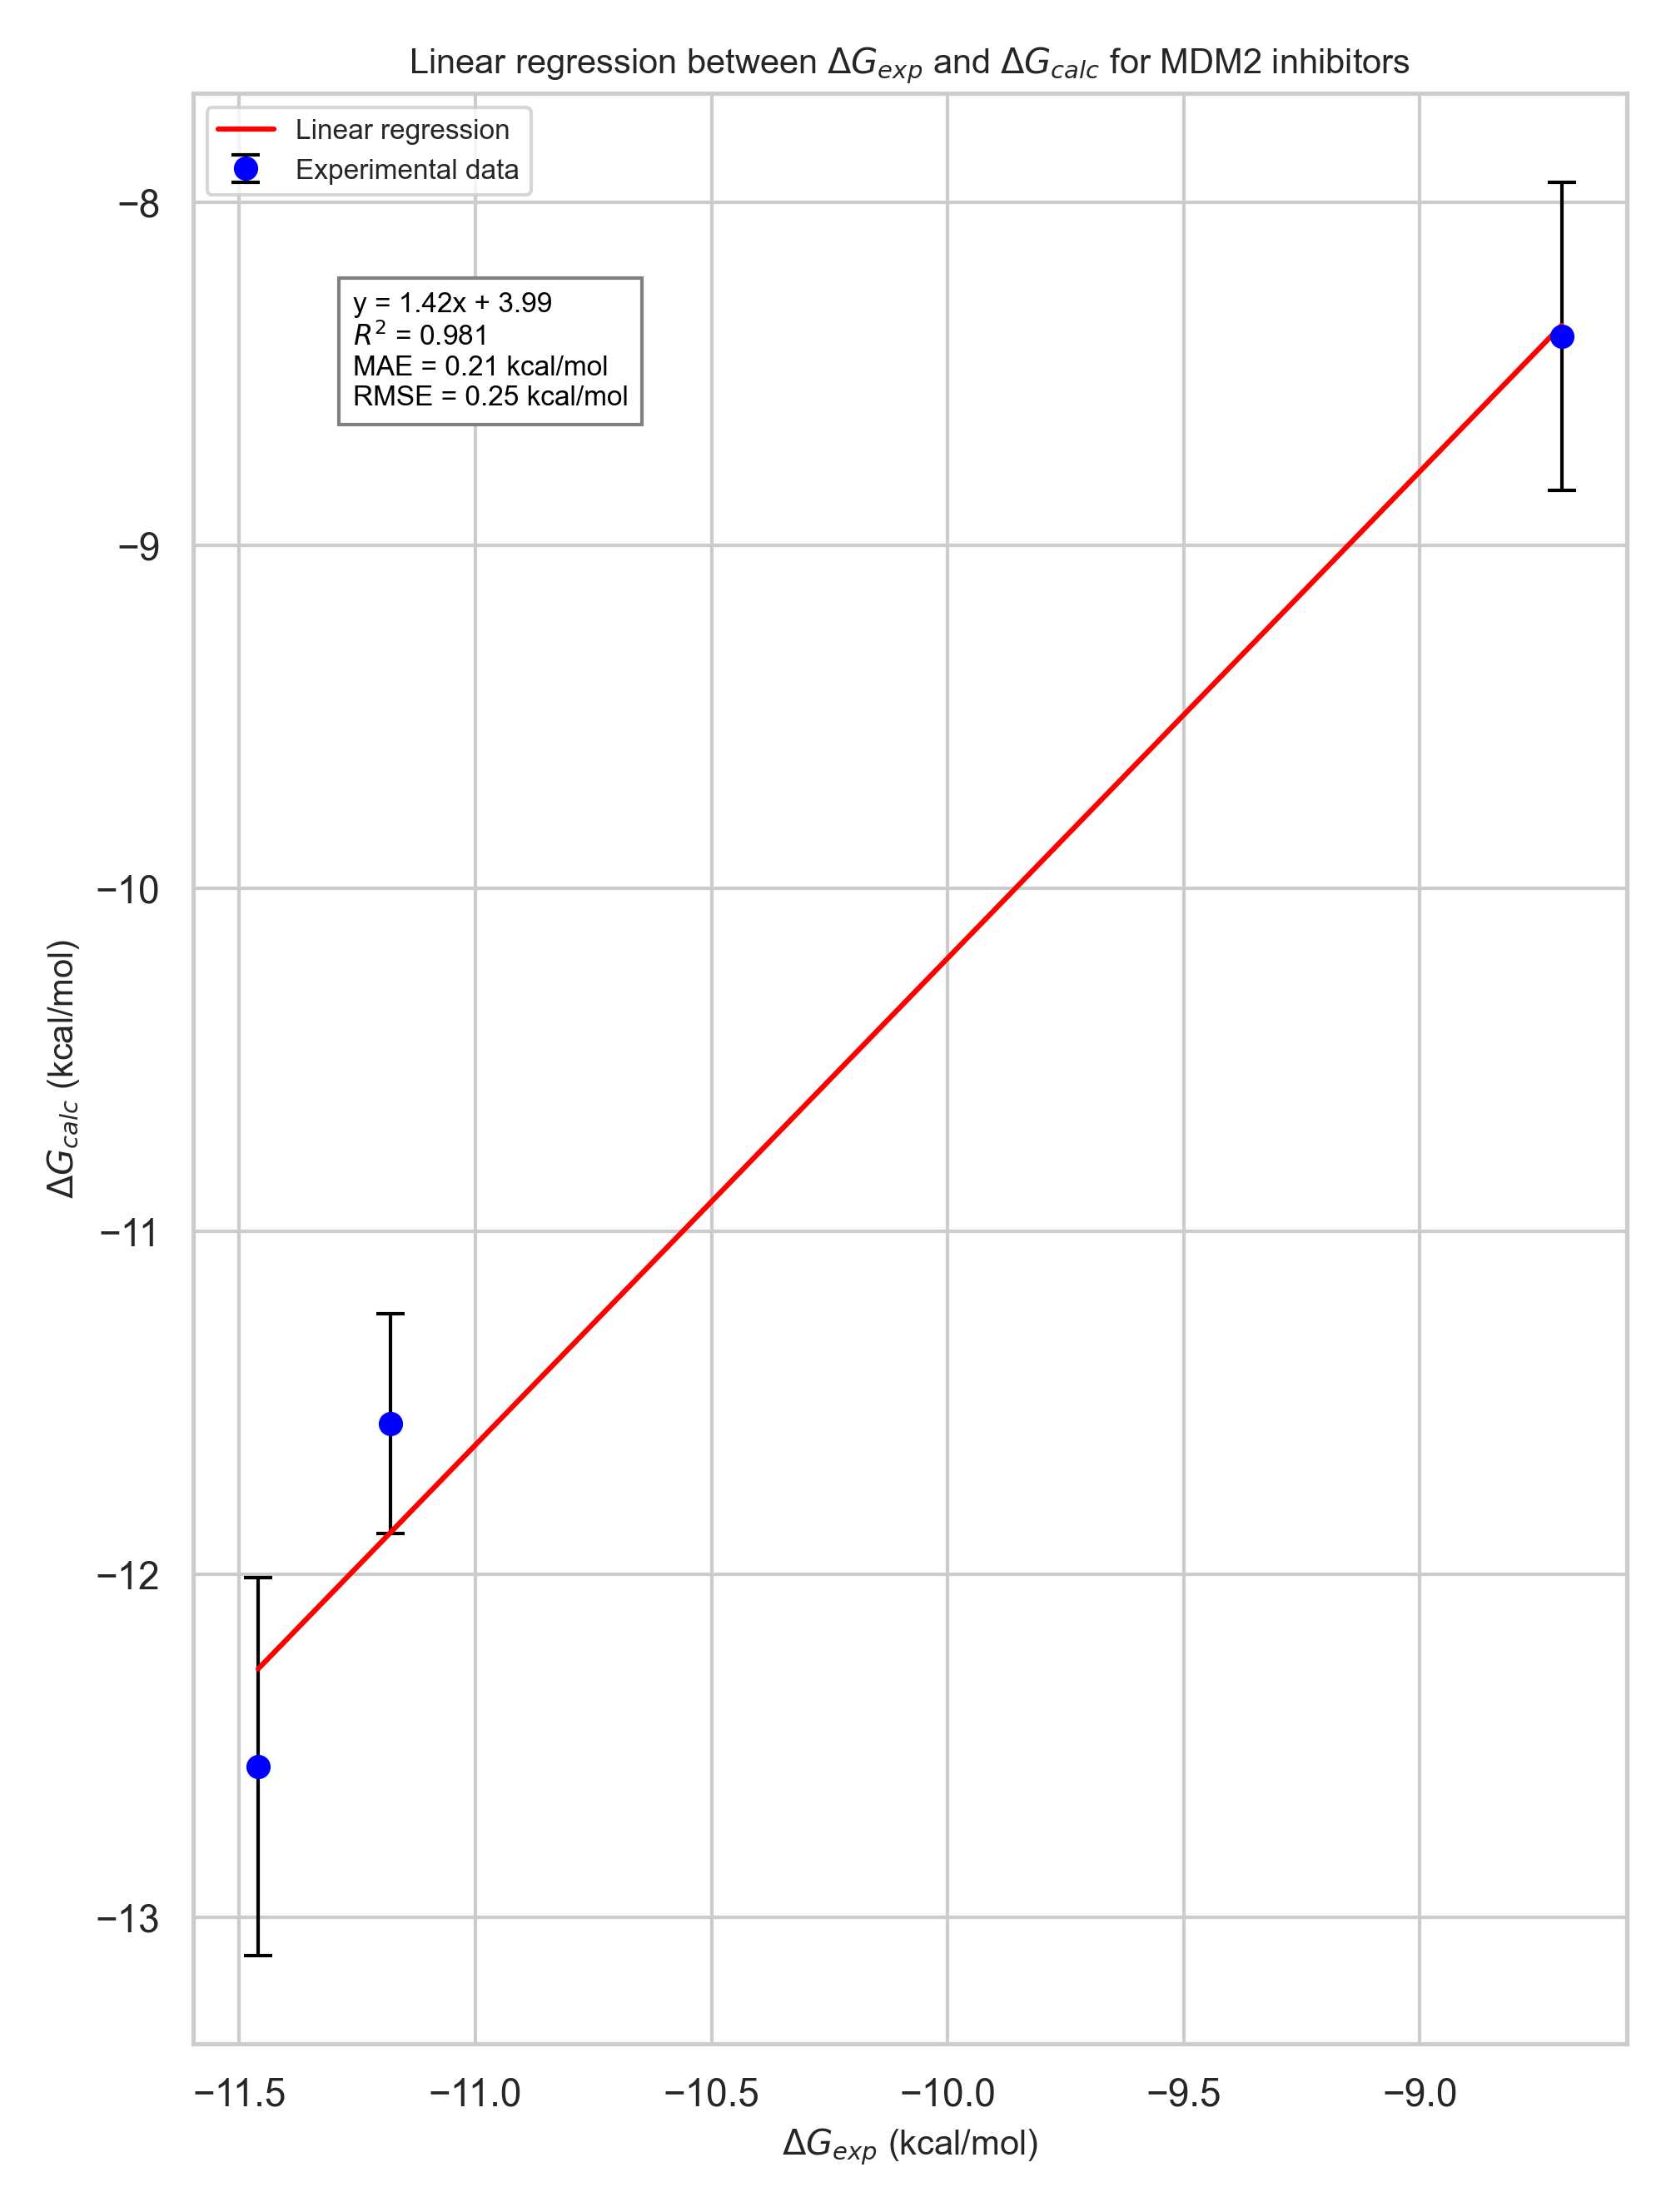 Linear regression between ΔG_exp and ΔG_calc for MDM2 inhibitors
Linear regression
Experimental data
y = 1.42x + 3.99
R² = 0.981
MAE = 0.21 kcal/mol
RMSE = 0.25 kcal/mol
−8
−9
−10
−11
−12
−13
ΔG_calc (kcal/mol)
−11.5 −11.0 −10.5 −10.0 −9.5 −9.0
ΔG_exp (kcal/mol)